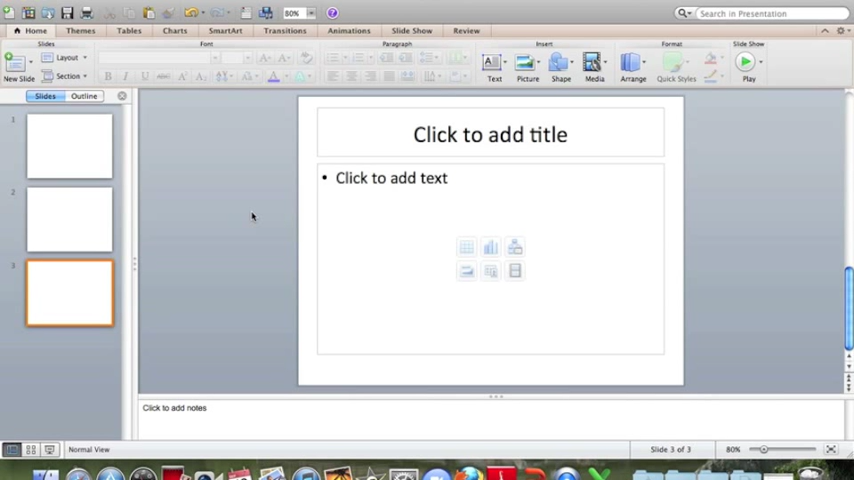 80%
Search in Presentation
Home Themes Tables Charts SmartArt Transitions Animations Slide Show Review
Slides Font Paragraph Insert Format Slide Show
New Slide
Layout
Section
Text Picture Shape Media Arrange Quick Styles Play
Slides Outline
1
2
3
Click to add title
• Click to add text
Click to add notes
Normal View Slide 3 of 3 80%